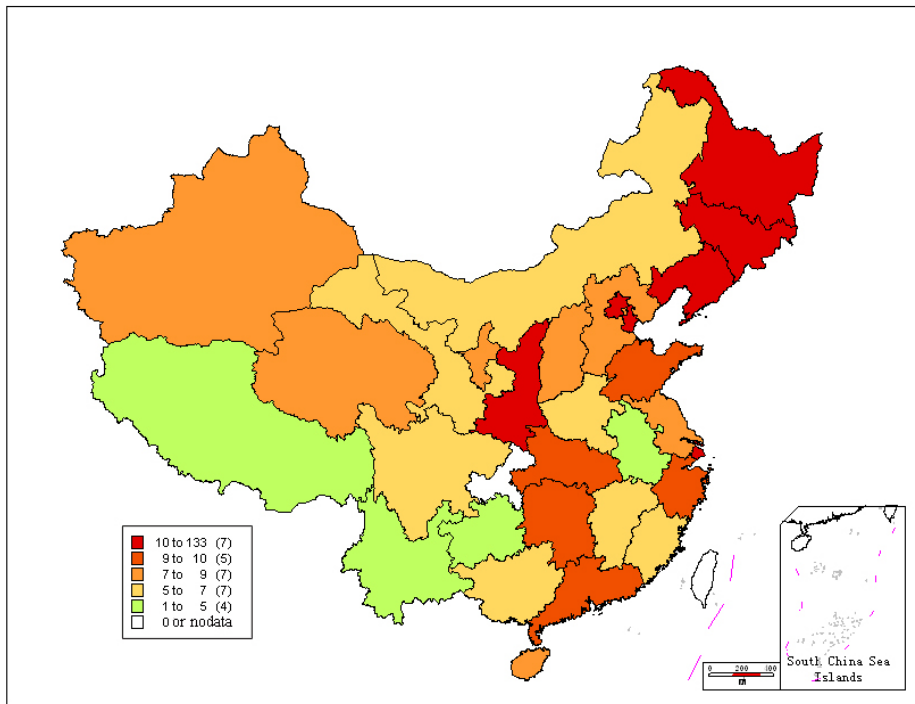 10 to 133 (7)
9 to 10 (5)
7 to 9 (7)
5 to 7 (7)
1 to 5 (4)
0 or nodata
0 200 400
South China Sea
Islands